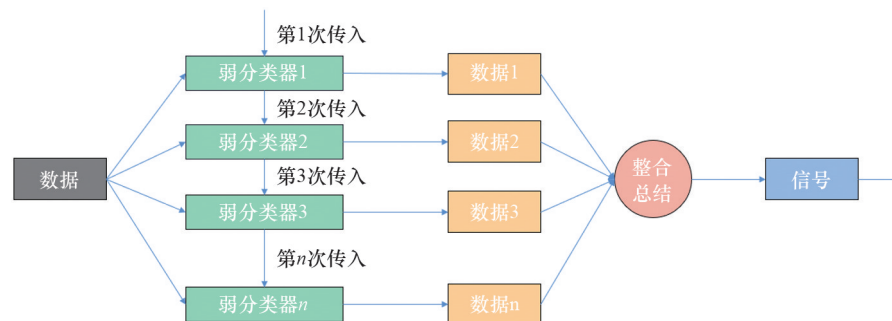 第1次传入
弱分类器1
数据1
第2次传入
弱分类器2
数据2
数据
第3次传入
整合
总结
信号
弱分类器3
数据3
第n次传入
弱分类器n
数据n